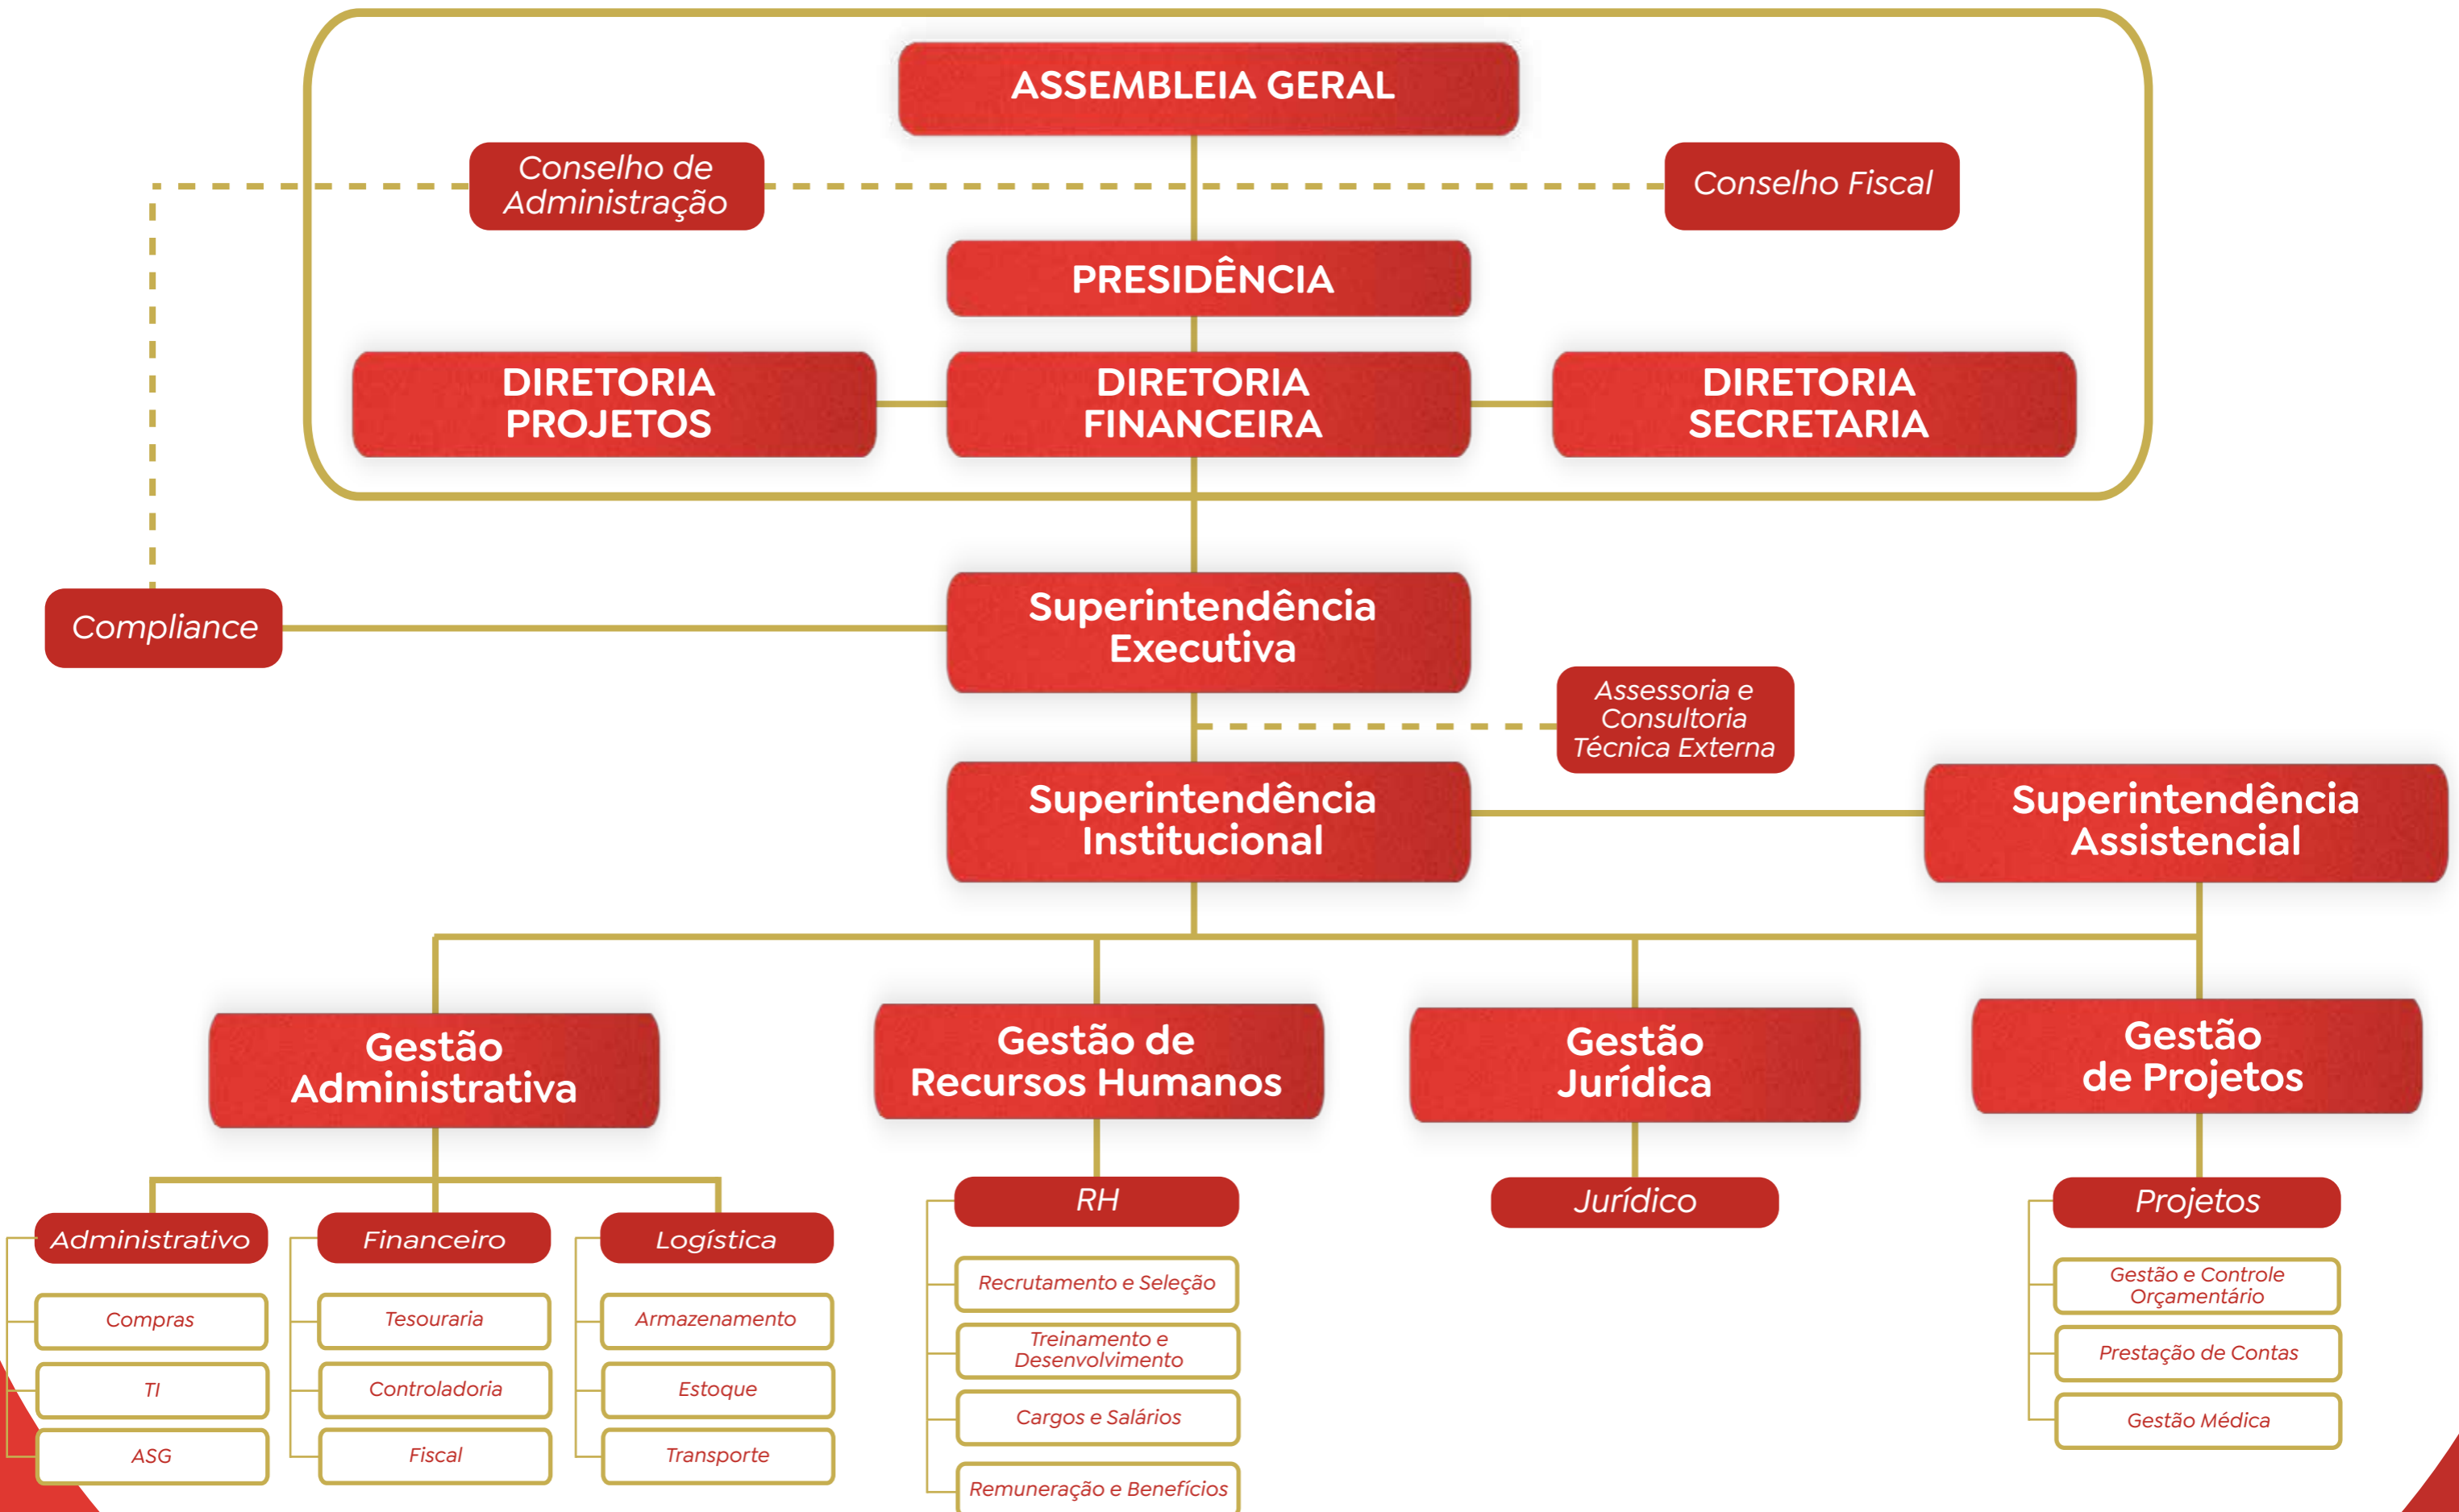 ASSEMBLEIA GERAL
Conselho de
Administração
Conselho Fiscal
PRESIDÊNCIA
DIRETORIA
PROJETOS
DIRETORIA
FINANCEIRA
DIRETORIA
SECRETARIA
Compliance
Superintendência
Executiva
Assessoria e
Consultoria
Técnica Externa
Superintendência
Institucional
Superintendência
Assistencial
Gestão
Administrativa
Gestão de
Recursos Humanos
Gestão
Jurídica
Gestão
de Projetos
Administrativo
Compras
TI
ASG
Financeiro
Tesouraria
Controladoria
Fiscal
Logística
Armazenamento
Estoque
Transporte
RH
Recrutamento e Seleção
Treinamento e
Desenvolvimento
Cargos e Salários
Remuneração e Benefícios
Jurídico
Projetos
Gestão e Controle
Orçamentário
Prestação de Contas
Gestão Médica